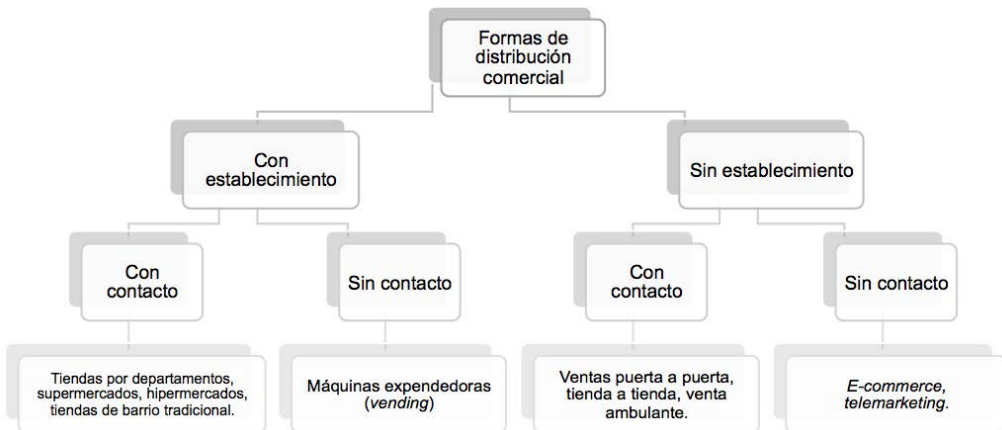 Formas de
distribución
comercial
Con
establecimiento
Sin establecimiento
Con
contacto
Sin contacto
Con
contacto
Sin contacto
Tiendas por departamentos,
supermercados, hipermercados,
tiendas de barrio tradicional.
Máquinas expendedoras
(vending)
Ventas puerta a puerta,
tienda a tienda, venta
ambulante.
E-commerce,
telemarketing.